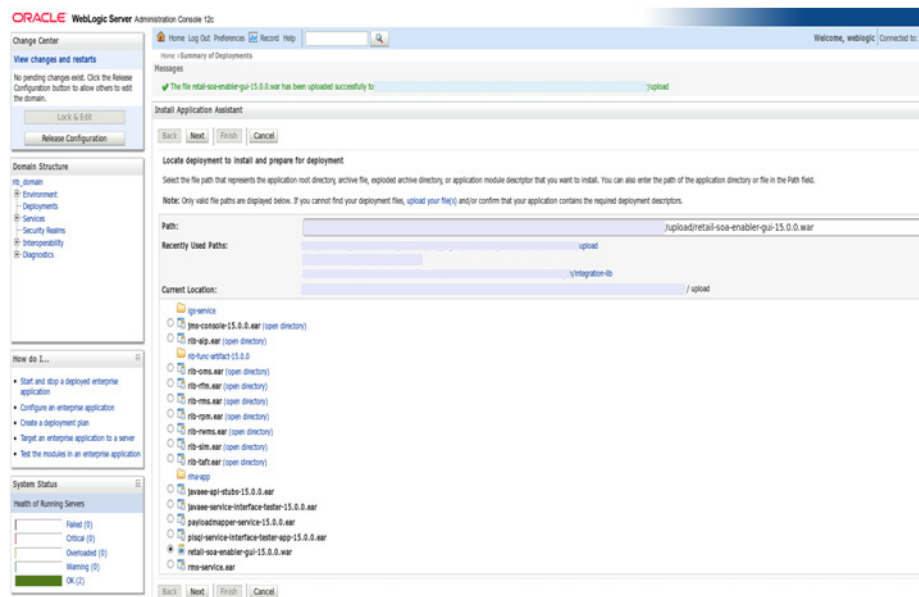 ORACLE WebLogic Server Administration Console 12c
Change Center
View changes and restarts
No pending changes exist. Click the Release
Configuration button to allow others to edit
the domain.
Lock & Edit
Release Configuration
Domain Structure
rib_domain
Environment
Deployments
Services
Security Realms
Interoperability
Diagnostics
How do I...
Start and stop a deployed enterprise
application
Configure an enterprise application
Create a deployment plan
Target an enterprise application to a server
Test the modules in an enterprise application
System Status
Health of Running Servers
Failed (0)
Critical (0)
Overloaded (0)
Warning (0)
OK (2)
Home Log Out Preferences Record Help
Welcome, weblogic Connected to:
Home >Summary of Deployments
Messages
The file retail-soa-enabler-gui-15.0.0.war has been uploaded successfully to /upload
Install Application Assistant
Back Next Finish Cancel
Locate deployment to install and prepare for deployment
Select the file path that represents the application root directory, archive file, exploded archive directory, or application module descriptor that you want to install. You can also enter the path of the application directory or file in the Path field.
Note: Only valid file paths are displayed below. If you cannot find your deployment files, upload your file(s) and/or confirm that your application contains the required deployment descriptors.
Path: /upload/retail-soa-enabler-gui-15.0.0.war
Recently Used Paths: upload
/integration-lib
Current Location: / upload
igs-service
jms-console-15.0.0.ear (open directory)
rib-aip.ear (open directory)
rib-func-artifact-15.0.0
rib-oms.ear (open directory)
rib-rfm.ear (open directory)
rib-rms.ear (open directory)
rib-rpm.ear (open directory)
rib-rwms.ear (open directory)
rib-sim.ear (open directory)
rib-tafr.ear (open directory)
riha-app
javaee-api-stubs-15.0.0.ear
javaee-service-interface-tester-15.0.0.ear
payloadmapper-service-15.0.0.ear
plsql-service-interface-tester-app-15.0.0.ear
retail-soa-enabler-gui-15.0.0.war
rms-service.ear
Back Next Finish Cancel